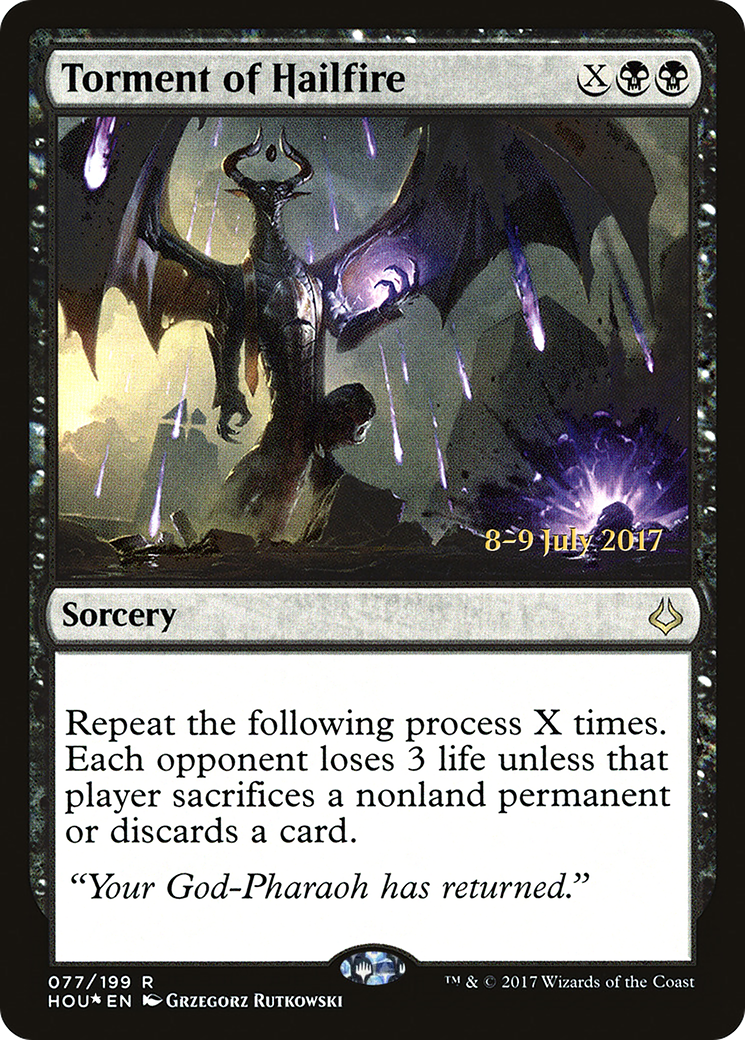 Torment of Hailfire X
8–9 July 2017
Sorcery
Repeat the following process X times.
Each opponent loses 3 life unless that
player sacrifices a nonland permanent
or discards a card.
“Your God-Pharaoh has returned.”
077/199 R
HOU★EN GRZEGORZ RUTKOWSKI
™ & © 2017 Wizards of the Coast